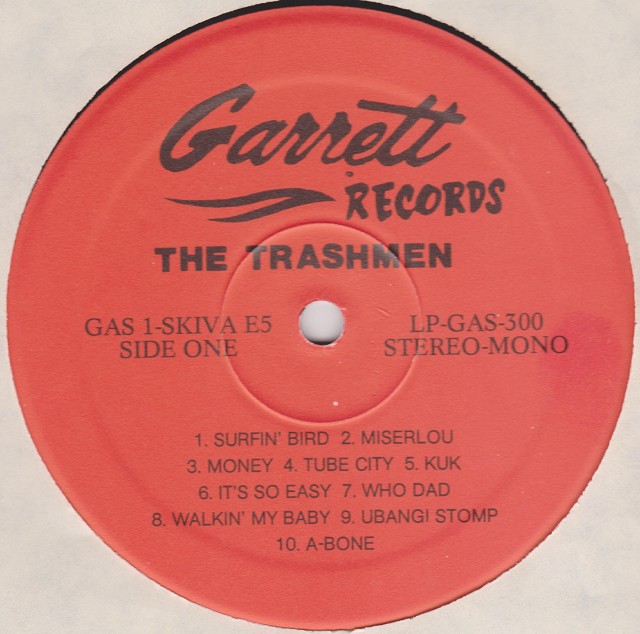 Garrett
RECORDS
THE TRASHMEN
GAS 1-SKIVA E5
SIDE ONE
LP-GAS-300
STEREO-MONO
1. SURFIN' BIRD 2. MISERLOU
3. MONEY 4. TUBE CITY 5. KUK
6. IT'S SO EASY 7. WHO DAD
8. WALKIN' MY BABY 9. UBANGI STOMP
10. A-BONE